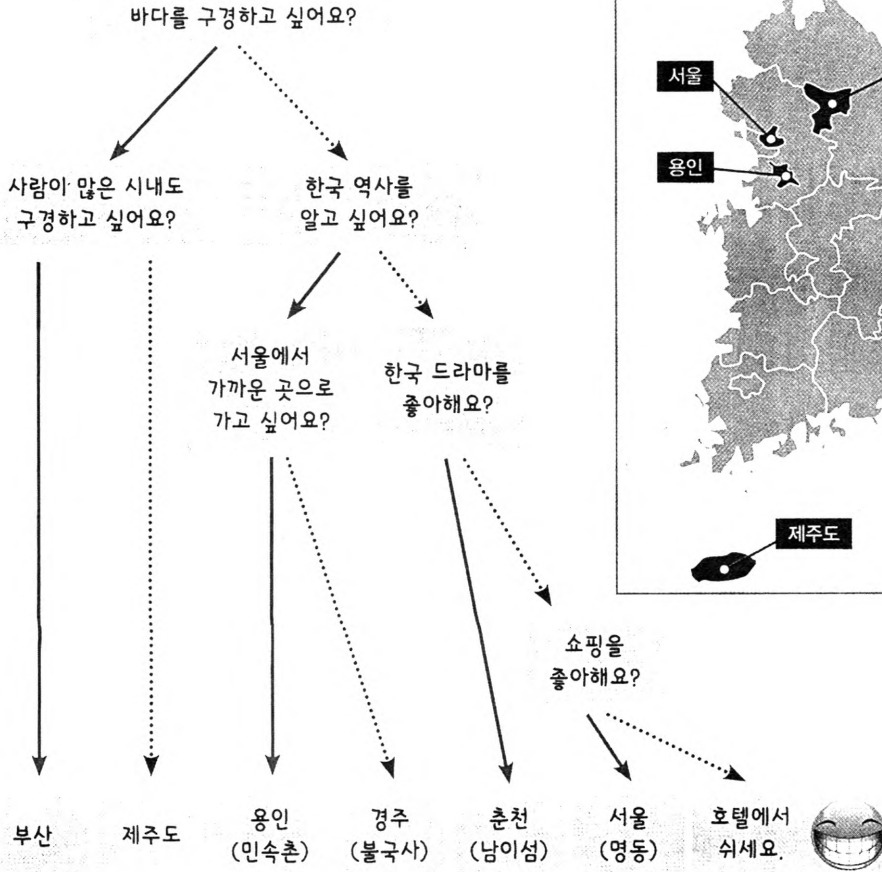 바다를 구경하고 싶어요?
사람이 많은 시내도
구경하고 싶어요?
한국 역사를
알고 싶어요?
서울에서
가까운 곳으로
가고 싶어요?
한국 드라마를
좋아해요?
쇼핑을
좋아해요?
부산
제주도
용인
(민속촌)
경주
(불국사)
춘천
(남이섬)
서울
(명동)
호텔에서
쉬세요.
서울
용인
제주도